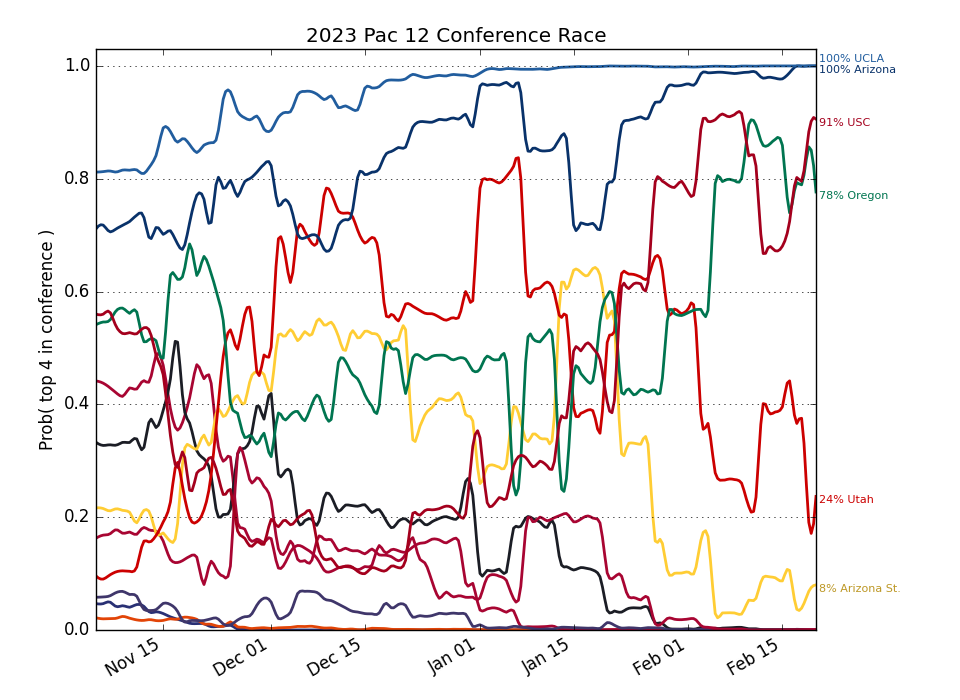 2023 Pac 12 Conference Race
Prob( top 4 in conference )
1.0
0.8
0.6
0.4
0.2
0.0
Nov 15
Dec 01
Dec 15
Jan 01
Jan 15
Feb 01
Feb 15
100% UCLA
100% Arizona
91% USC
78% Oregon
24% Utah
8% Arizona St.